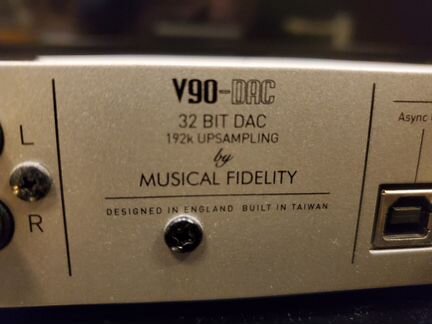 V90-DAC
32 BIT DAC
192k UPSAMPLING
by
MUSICAL FIDELITY
DESIGNED IN ENGLAND BUILT IN TAIWAN
L
R
Async